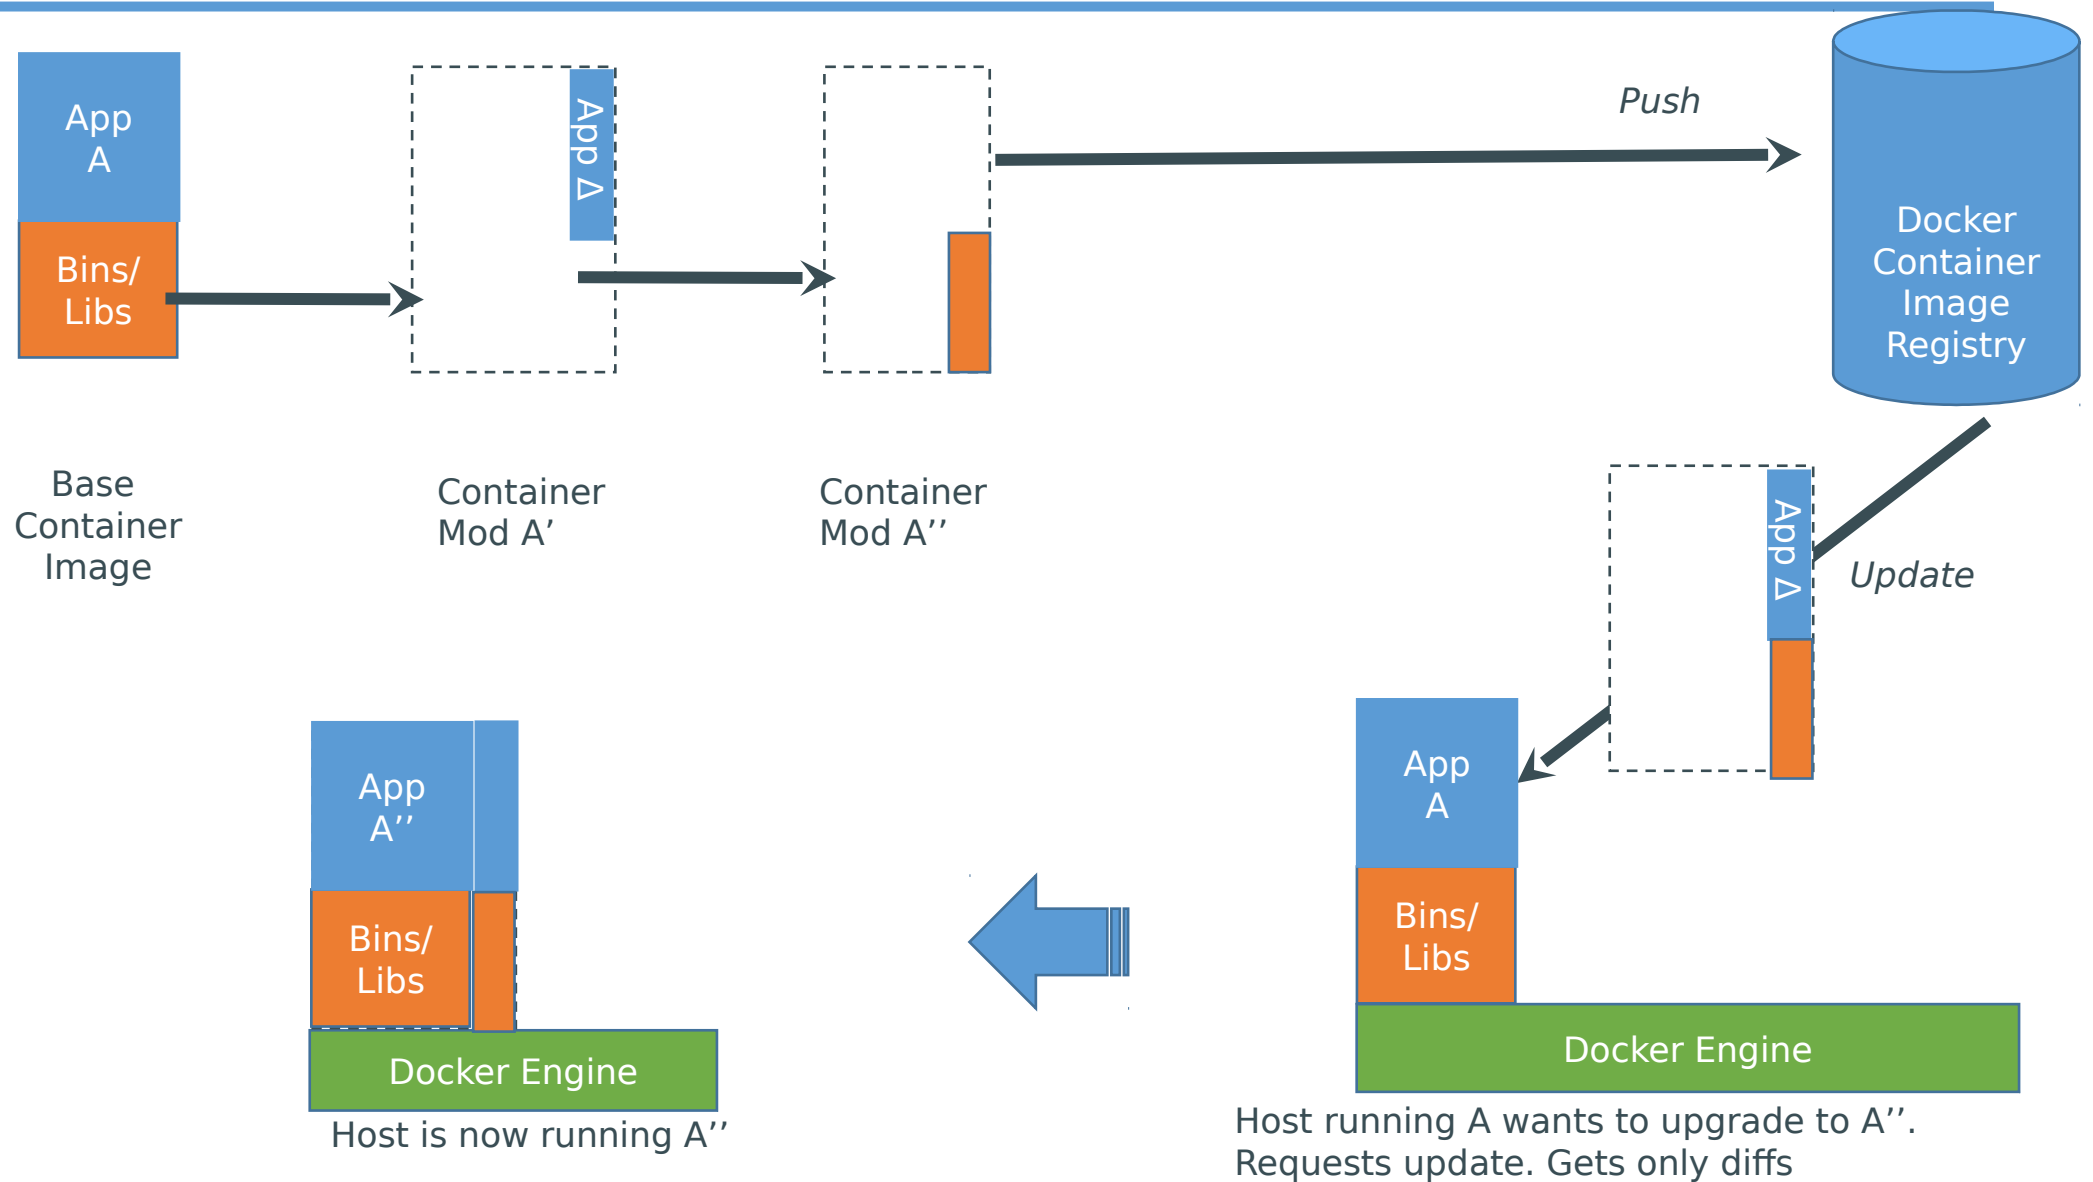 App
A
Bins/
Libs
App Δ
Push
Docker
Container
Image
Registry
Base
Container
Image
Container
Mod A’
Container
Mod A’’
App Δ
Update
App
A
Bins/
Libs
Docker Engine
Host running A wants to upgrade to A’’.
Requests update. Gets only diffs
App
A’’
Bins/
Libs
Docker Engine
Host is now running A’’